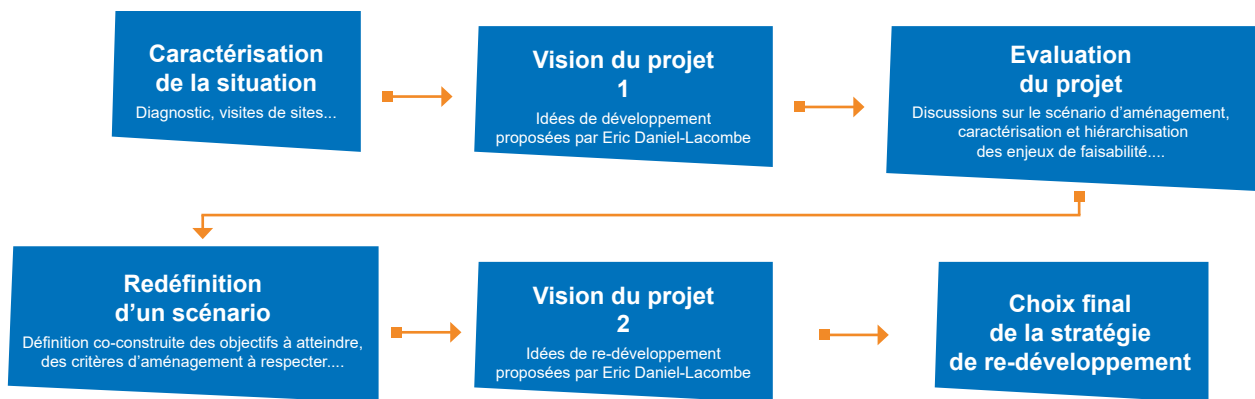 Caractérisation
de la situation
Diagnostic, visites de sites...
Vision du projet
1
Idées de développement
proposées par Eric Daniel-Lacombe
Evaluation
du projet
Discussions sur le scénario d’aménagement,
caractérisation et hiérarchisation
des enjeux de faisabilité....
Redéfinition
d’un scénario
Définition co-construite des objectifs à atteindre,
des critères d’aménagement à respecter....
Vision du projet
2
Idées de re-développement
proposées par Eric Daniel-Lacombe
Choix final
de la stratégie
de re-développement